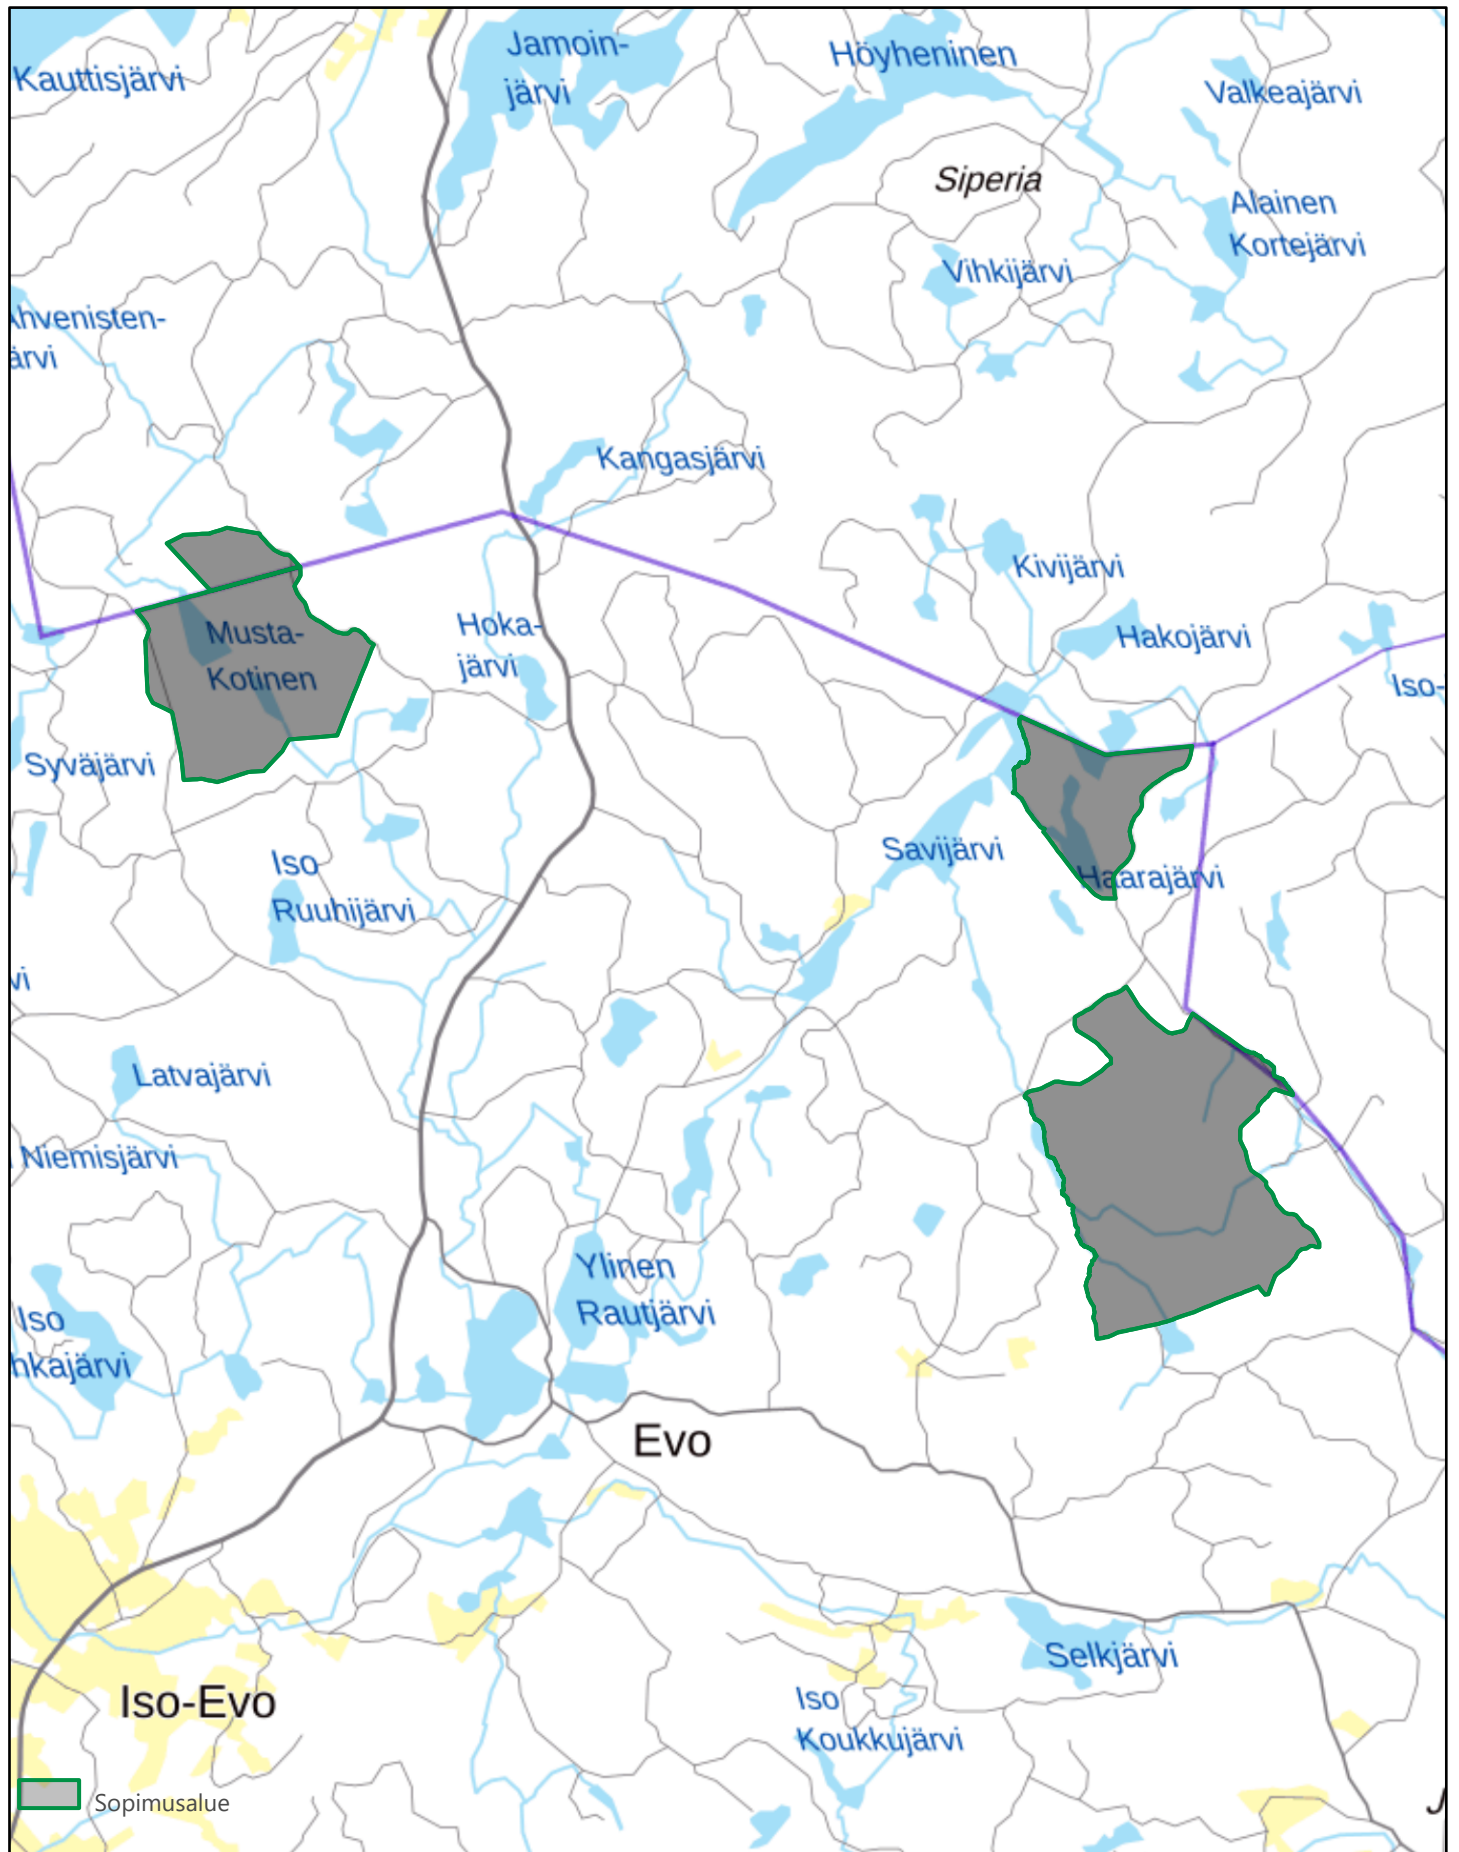 Jamoin-
järvi
Höyheninen
Kauttisjärvi
Valkeajärvi
Siperia
Alainen
Kortejärvi
Vihkijärvi
Ahvenisten-
ärvi
Kangasjärvi
Kivijärvi
Hoka-
järvi
Musta-
Kotinen
Hakojärvi
Iso-
Syväjärvi
Savijärvi
Haarajärvi
Iso
Ruuhijärvi
vi
Latvajärvi
Niemisjärvi
Ylinen
Rautjärvi
Iso
hkajärvi
Evo
Selkjärvi
Iso-Evo
Iso
Koukkujärvi
Sopimusalue
J